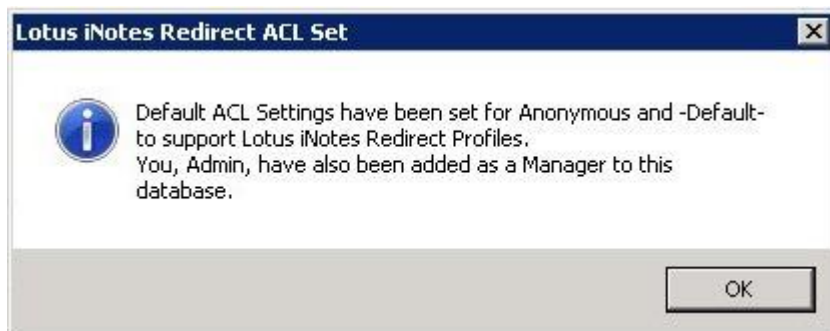 Lotus iNotes Redirect ACL Set
Default ACL Settings have been set for Anonymous and -Default-
to support Lotus iNotes Redirect Profiles.
You, Admin, have also been added as a Manager to this
database.
OK